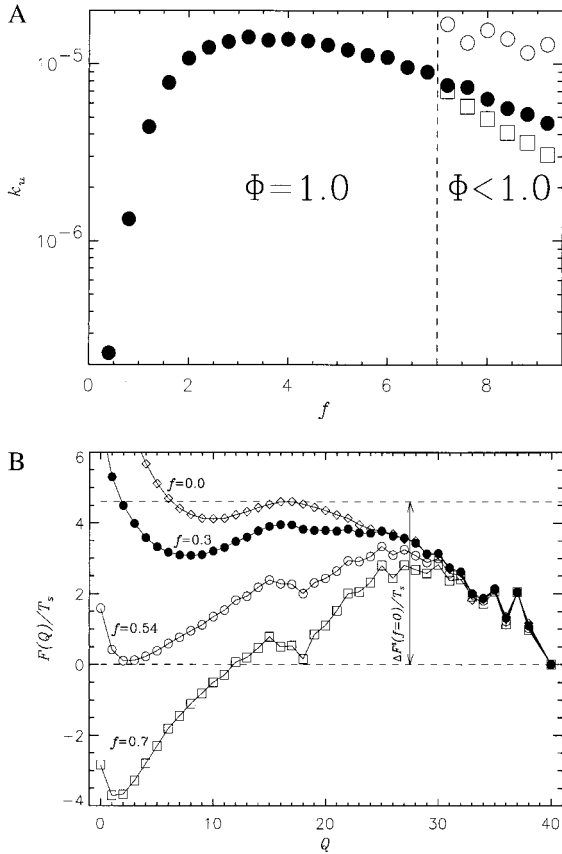 A
10⁻⁵
10⁻⁶
k_u
Φ=1.0
Φ<1.0
0 2 4 6 8
f
B
6
4
2
0
−2
−4
F(Q)/T_s
f=0.0
f=0.3
f=0.54
f=0.7
ΔF‡(f=0)/T_s
0 10 20 30 40
Q